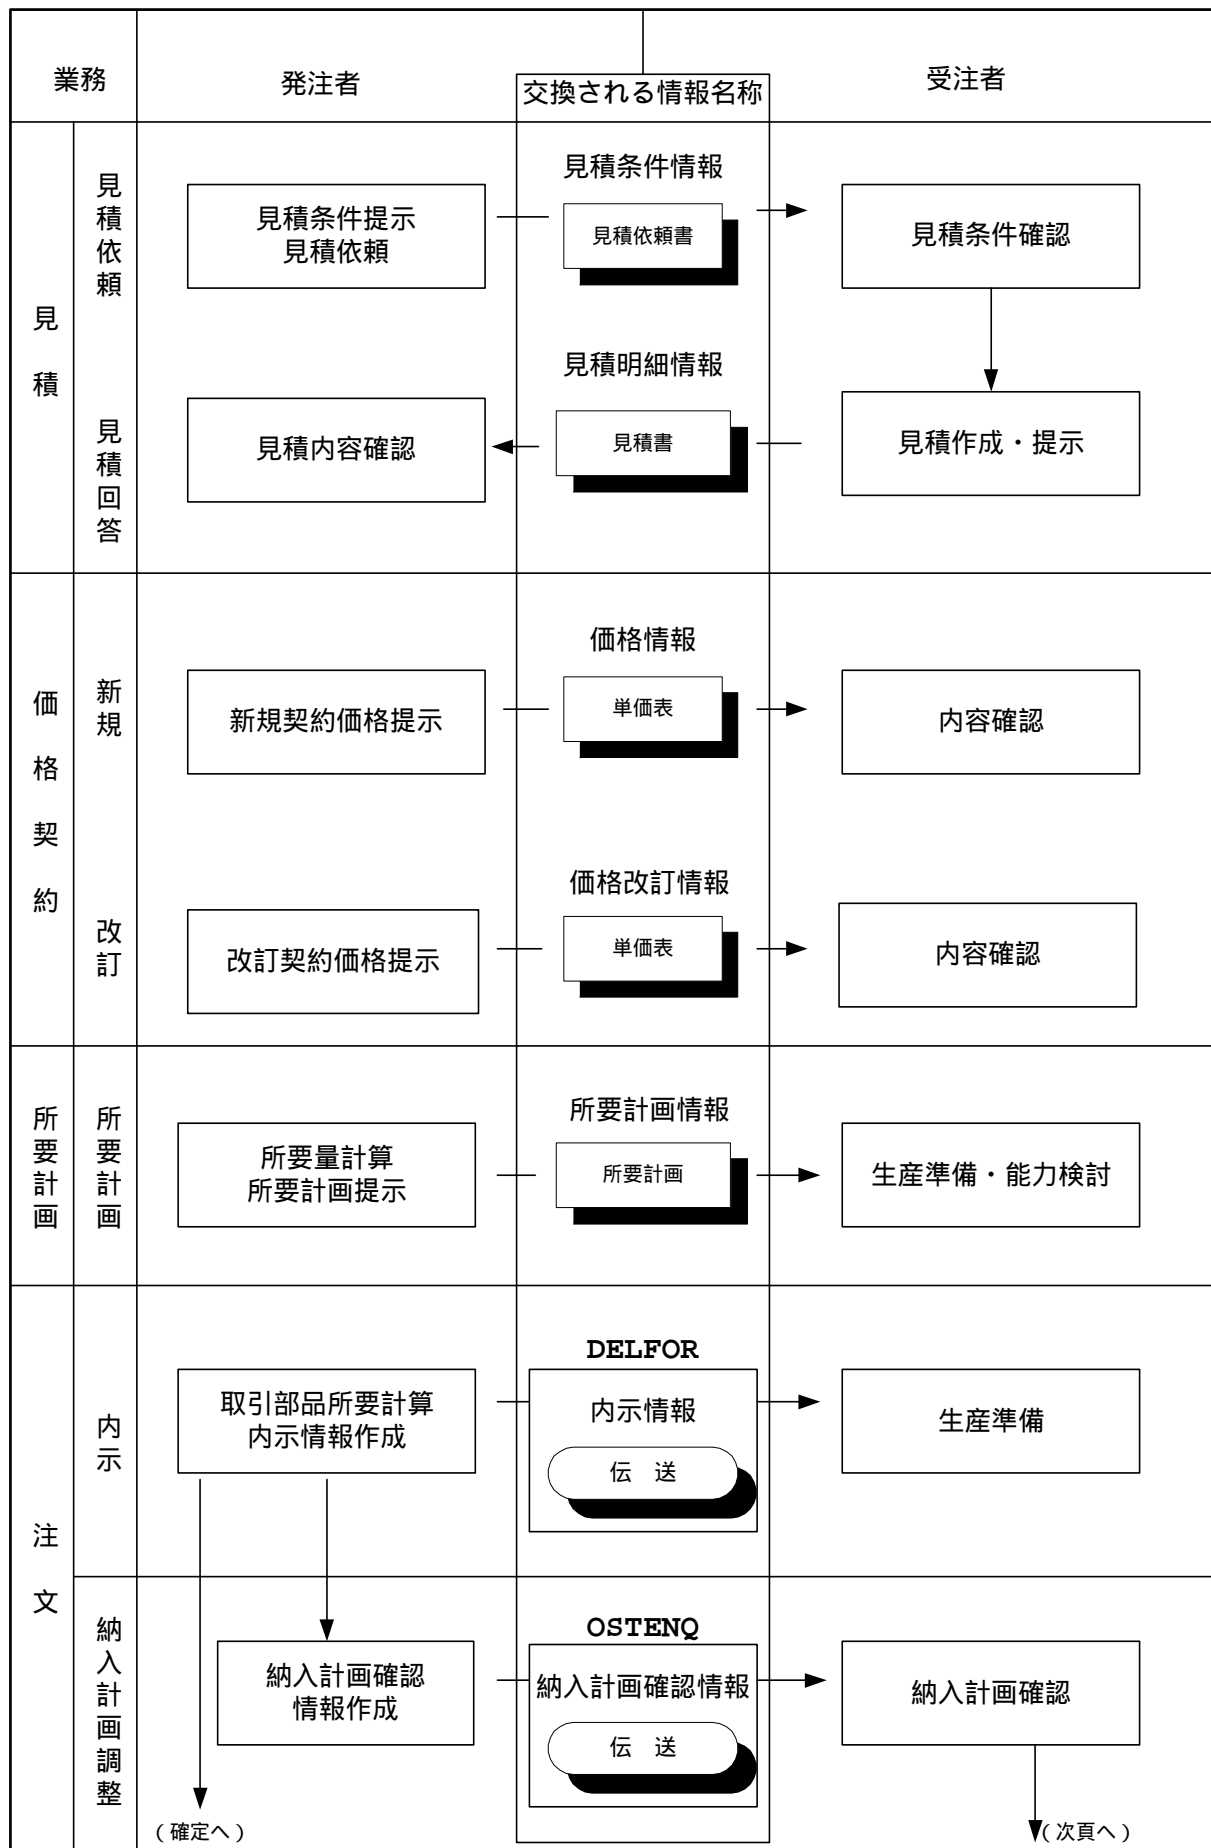 業務
発注者
交換される情報名称
受注者
見積
見積依頼
見積条件提示
見積依頼
見積条件情報
見積依頼書
見積条件確認
見積回答
見積内容確認
見積明細情報
見積書
見積作成・提示
価格契約
新規
新規契約価格提示
価格情報
単価表
内容確認
改訂
改訂契約価格提示
価格改訂情報
単価表
内容確認
所要計画
所要計画
所要量計算
所要計画提示
所要計画情報
所要計画
生産準備・能力検討
注文
内示
取引部品所要計算
内示情報作成
DELFOR
内示情報
伝 送
生産準備
納入計画調整
納入計画確認
情報作成
OSTENQ
納入計画確認情報
伝 送
納入計画確認
(確定へ)
(次頁へ)